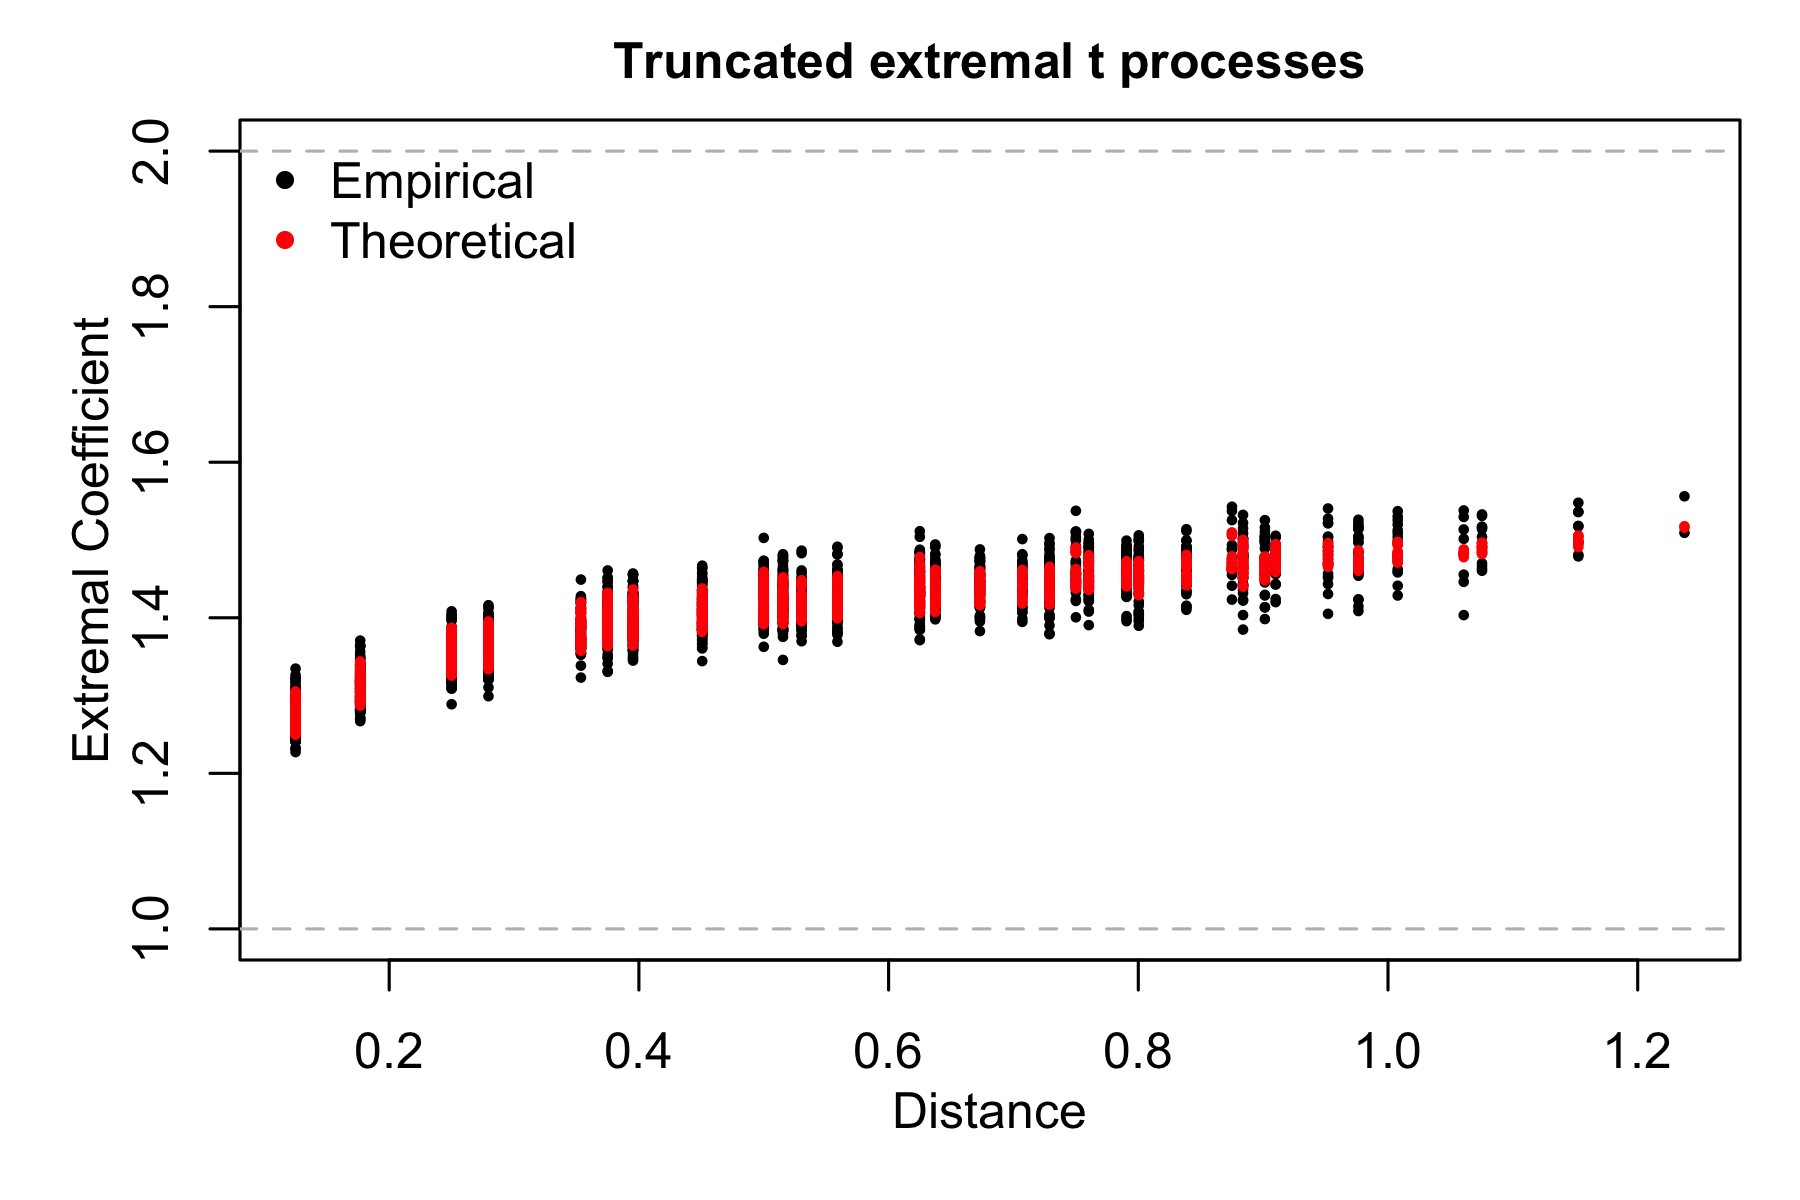 Truncated extremal t processes
Extremal Coefficient
2.0
1.8
1.6
1.4
1.2
1.0
Empirical
Theoretical
0.2 0.4 0.6 0.8 1.0 1.2
Distance